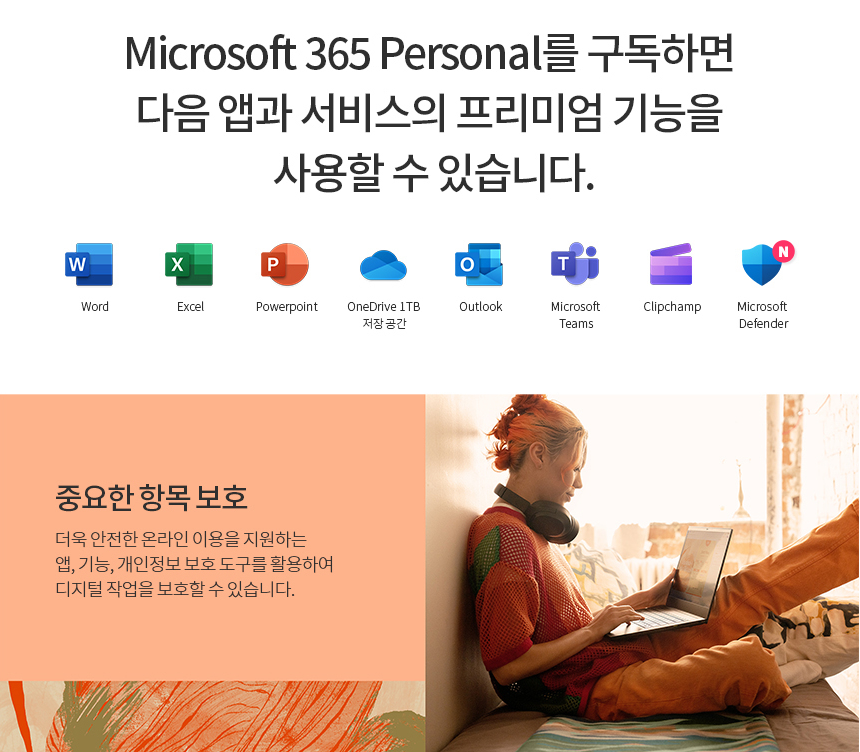 Microsoft 365 Personal를 구독하면
다음 앱과 서비스의 프리미엄 기능을
사용할 수 있습니다.
W X P O T N
Word Excel Powerpoint OneDrive 1TB 저장 공간 Outlook Microsoft Teams Clipchamp Microsoft Defender
중요한 항목 보호
더욱 안전한 온라인 이용을 지원하는
앱, 기능, 개인정보 보호 도구를 활용하여
디지털 작업을 보호할 수 있습니다.